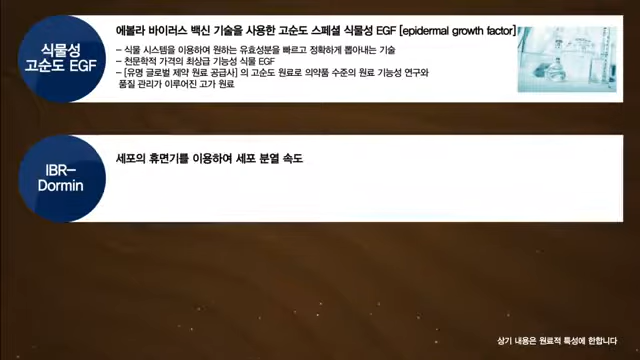 식물성
고순도 EGF
에볼라 바이러스 백신 기술을 사용한 고순도 스페셜 식물성 EGF [epidermal growth factor]
– 식물 시스템을 이용하여 원하는 유효성분을 빠르고 정확하게 뽑아내는 기술
– 천문학적 가격의 최상급 기능성 식물 EGF
– [유명 글로벌 제약 원료 공급사] 의 고순도 원료로 의약품 수준의 원료 기능성 연구와
품질 관리가 이루어진 고가 원료
IBR–
Dormin
세포의 휴면기를 이용하여 세포 분열 속도
상기 내용은 원료적 특성에 한합니다